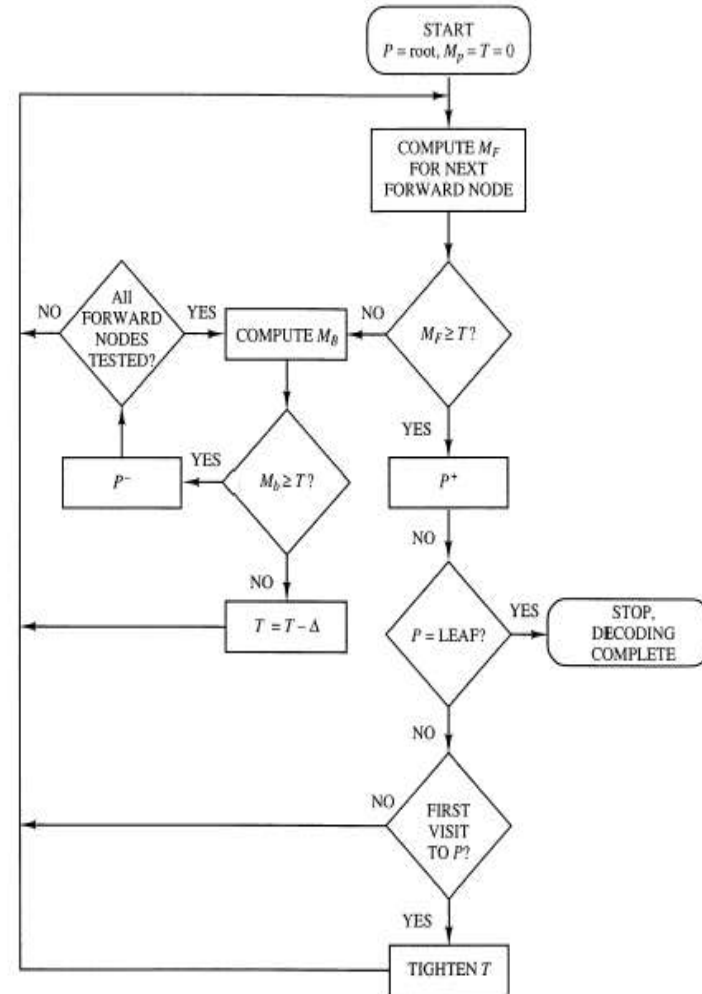 START
P = root, M_p = T = 0
COMPUTE M_F
FOR NEXT
FORWARD NODE
NO
All
FORWARD
NODES
TESTED?
YES
COMPUTE M_B
NO
M_F ≥ T?
YES
P⁻
YES
M_b ≥ T?
P⁺
NO
NO
T = T − Δ
P = LEAF?
YES
STOP,
DECODING
COMPLETE
NO
NO
FIRST
VISIT
TO P?
YES
TIGHTEN T